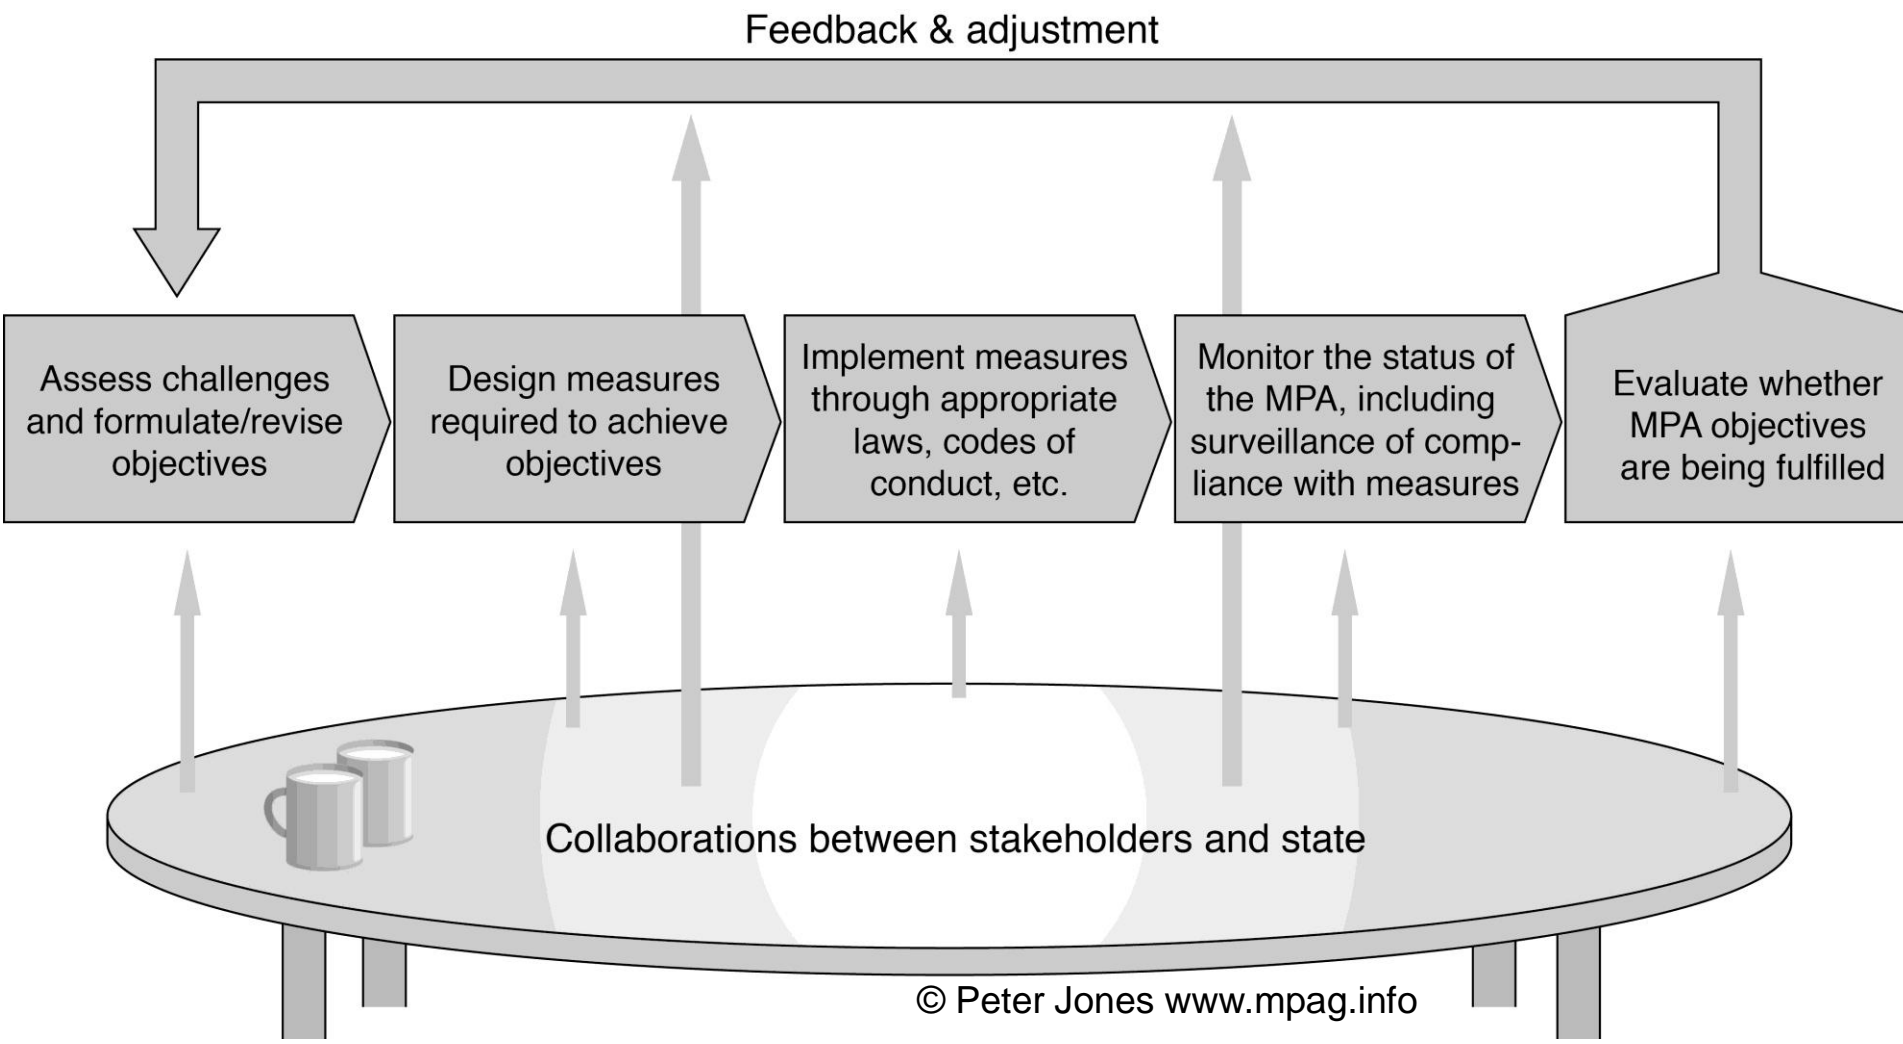 Feedback & adjustment
Assess challenges
and formulate/revise
objectives
Design measures
required to achieve
objectives
Implement measures
through appropriate
laws, codes of
conduct, etc.
Monitor the status of
the MPA, including
surveillance of comp-
liance with measures
Evaluate whether
MPA objectives
are being fulfilled
Collaborations between stakeholders and state
© Peter Jones www.mpag.info